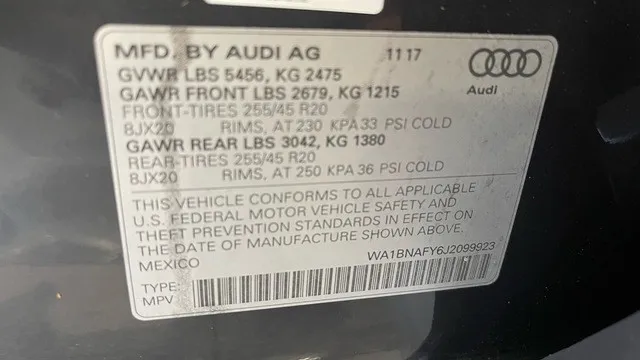 MFD. BY AUDI AG 11 17
GVWR LBS 5456, KG 2475
GAWR FRONT LBS 2679, KG 1215
FRONT-TIRES 255/45 R20
8JX20 RIMS, AT 230 KPA 33 PSI COLD
GAWR REAR LBS 3042, KG 1380
REAR-TIRES 255/45 R20
8JX20 RIMS, AT 250 KPA 36 PSI COLD
Audi
THIS VEHICLE CONFORMS TO ALL APPLICABLE
U.S. FEDERAL MOTOR VEHICLE SAFETY AND
THEFT PREVENTION STANDARDS IN EFFECT ON
THE DATE OF MANUFACTURE SHOWN ABOVE.
MEXICO WA1BNAFY6J2099923
TYPE:
MPV